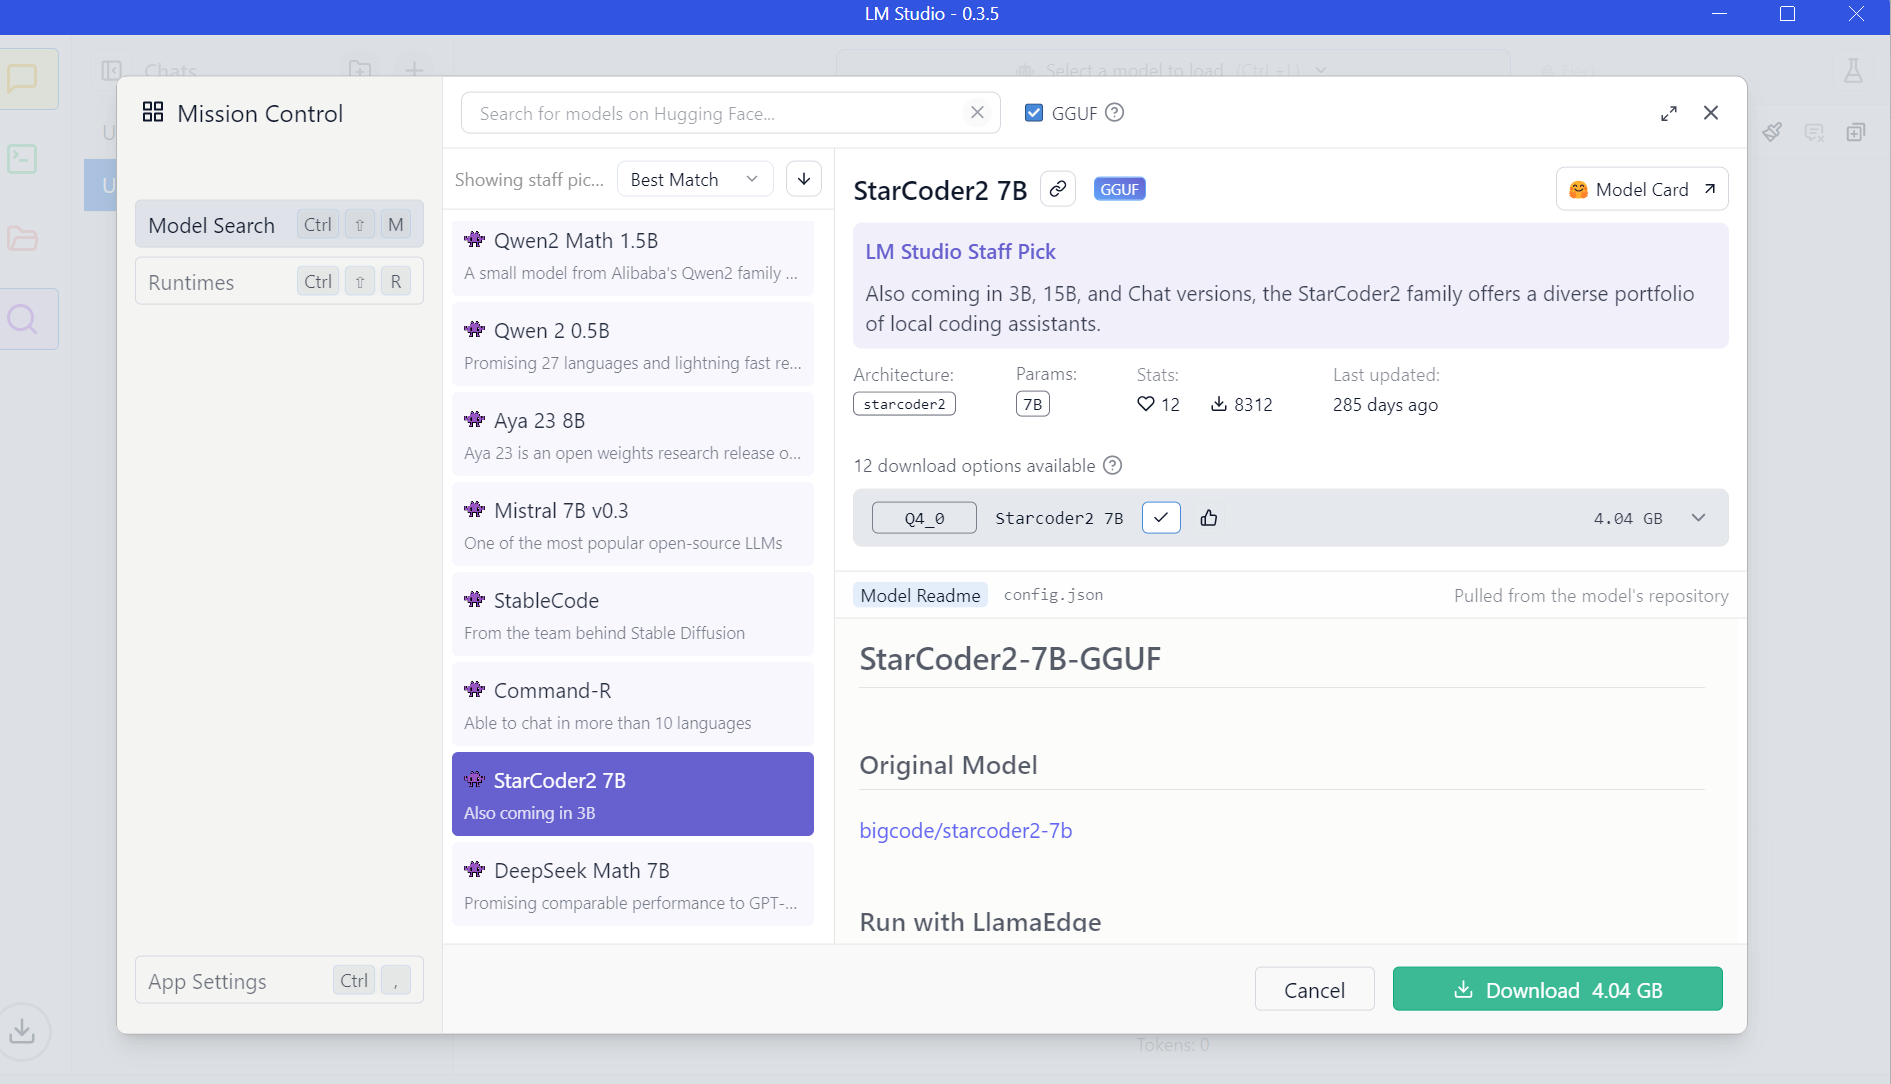 LM Studio - 0.3.5
Chats
Select a model to load (Ctrl + L)
Mission Control
Search for models on Hugging Face...
GGUF
Model Search Ctrl ⇧ M
Runtimes Ctrl ⇧ R
Showing staff pic... Best Match
Qwen2 Math 1.5B
A small model from Alibaba's Qwen2 family ...
Qwen 2 0.5B
Promising 27 languages and lightning fast re...
Aya 23 8B
Aya 23 is an open weights research release o...
Mistral 7B v0.3
One of the most popular open-source LLMs
StableCode
From the team behind Stable Diffusion
Command-R
Able to chat in more than 10 languages
StarCoder2 7B
Also coming in 3B
DeepSeek Math 7B
Promising comparable performance to GPT-...
StarCoder2 7B GGUF Model Card
LM Studio Staff Pick
Also coming in 3B, 15B, and Chat versions, the StarCoder2 family offers a diverse portfolio
of local coding assistants.
Architecture: Params: Stats: Last updated:
starcoder2 7B 12 8312 285 days ago
12 download options available
Q4_0 Starcoder2 7B 4.04 GB
Model Readme config.json Pulled from the model's repository
StarCoder2-7B-GGUF
Original Model
bigcode/starcoder2-7b
Run with LlamaEdge
App Settings Ctrl ,
Cancel Download 4.04 GB
Tokens: 0